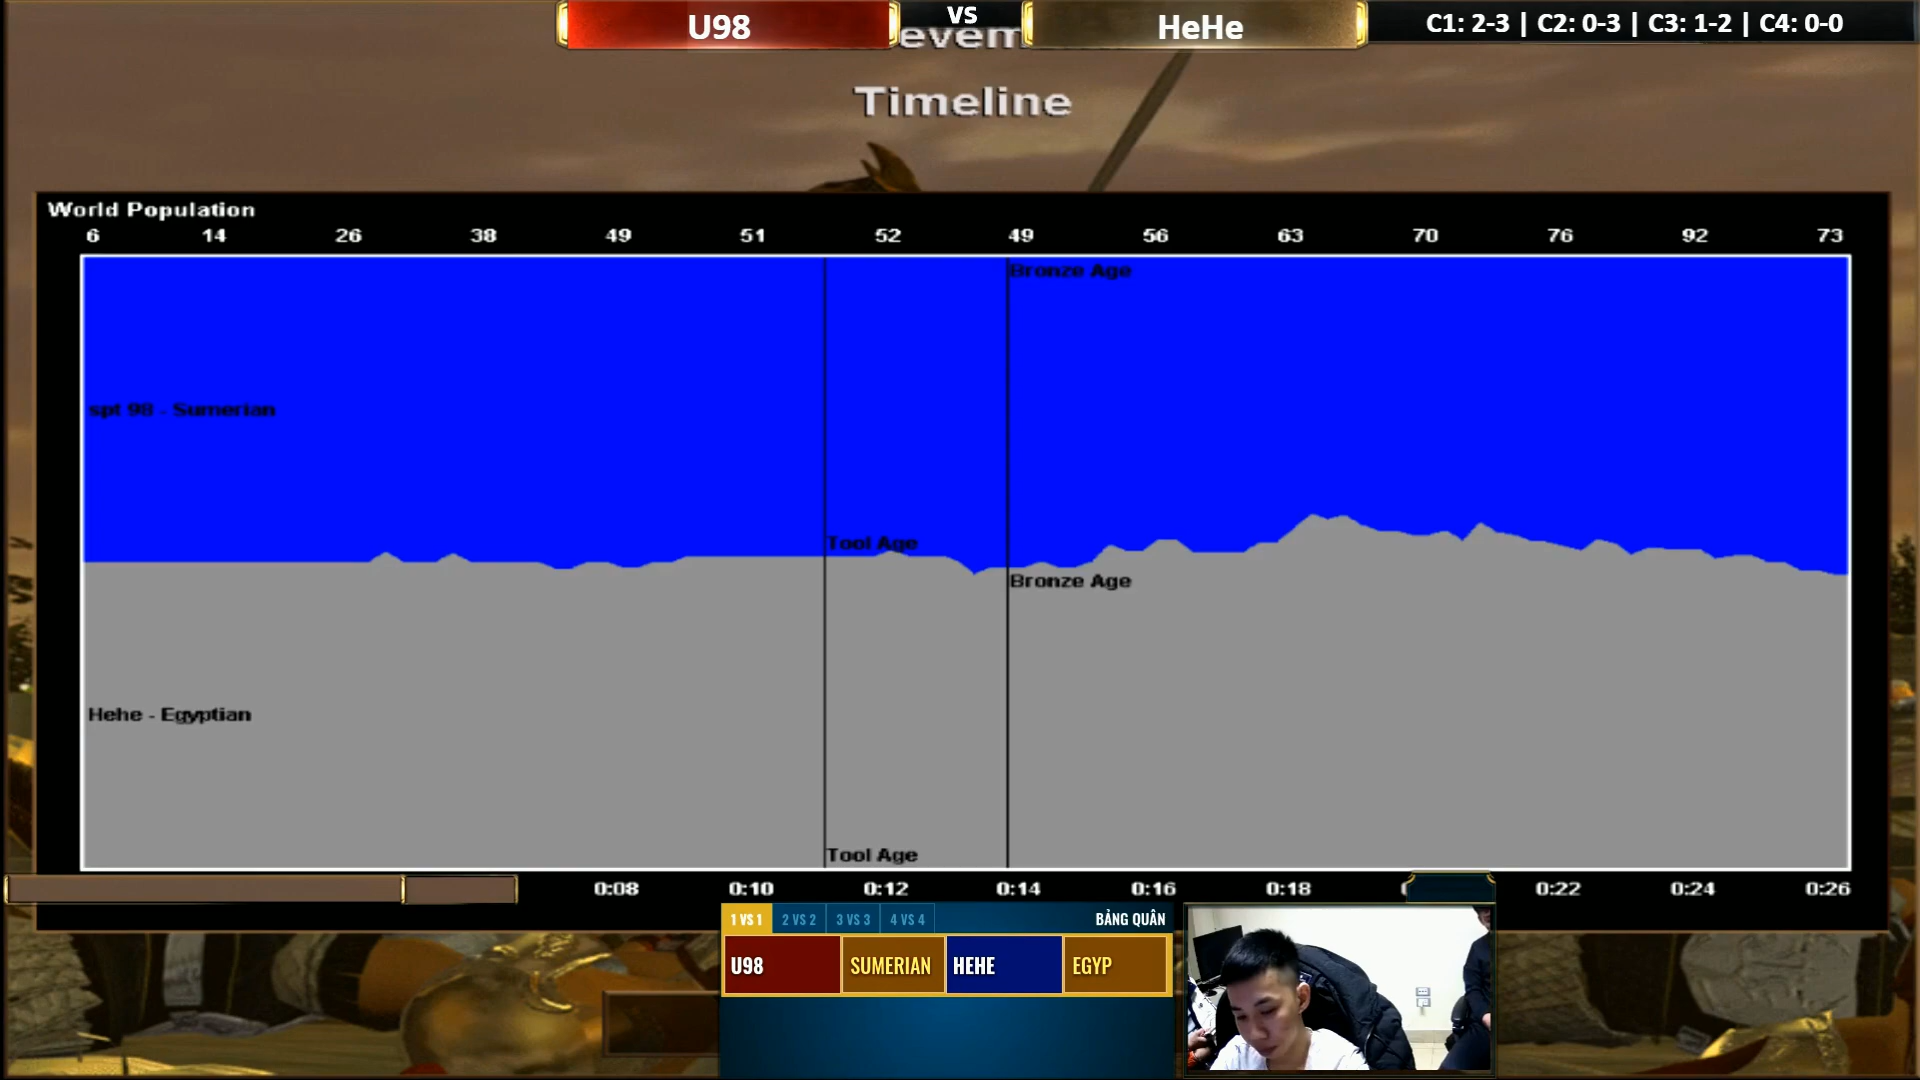 U98
VS
HeHe
C1: 2-3 | C2: 0-3 | C3: 1-2 | C4: 0-0
Timeline
World Population
6 14 26 38 49 51 52 49 56 63 70 76 92 73
Bronze Age
spt 98 - Sumerian
Tool Age
Bronze Age
Hehe - Egyptian
Tool Age
0:08 0:10 0:12 0:14 0:16 0:18 0:22 0:24 0:26
1 VS 1 2 VS 2 3 VS 3 4 VS 4 BẢNG QUÂN
U98 SUMERIAN HEHE EGYP